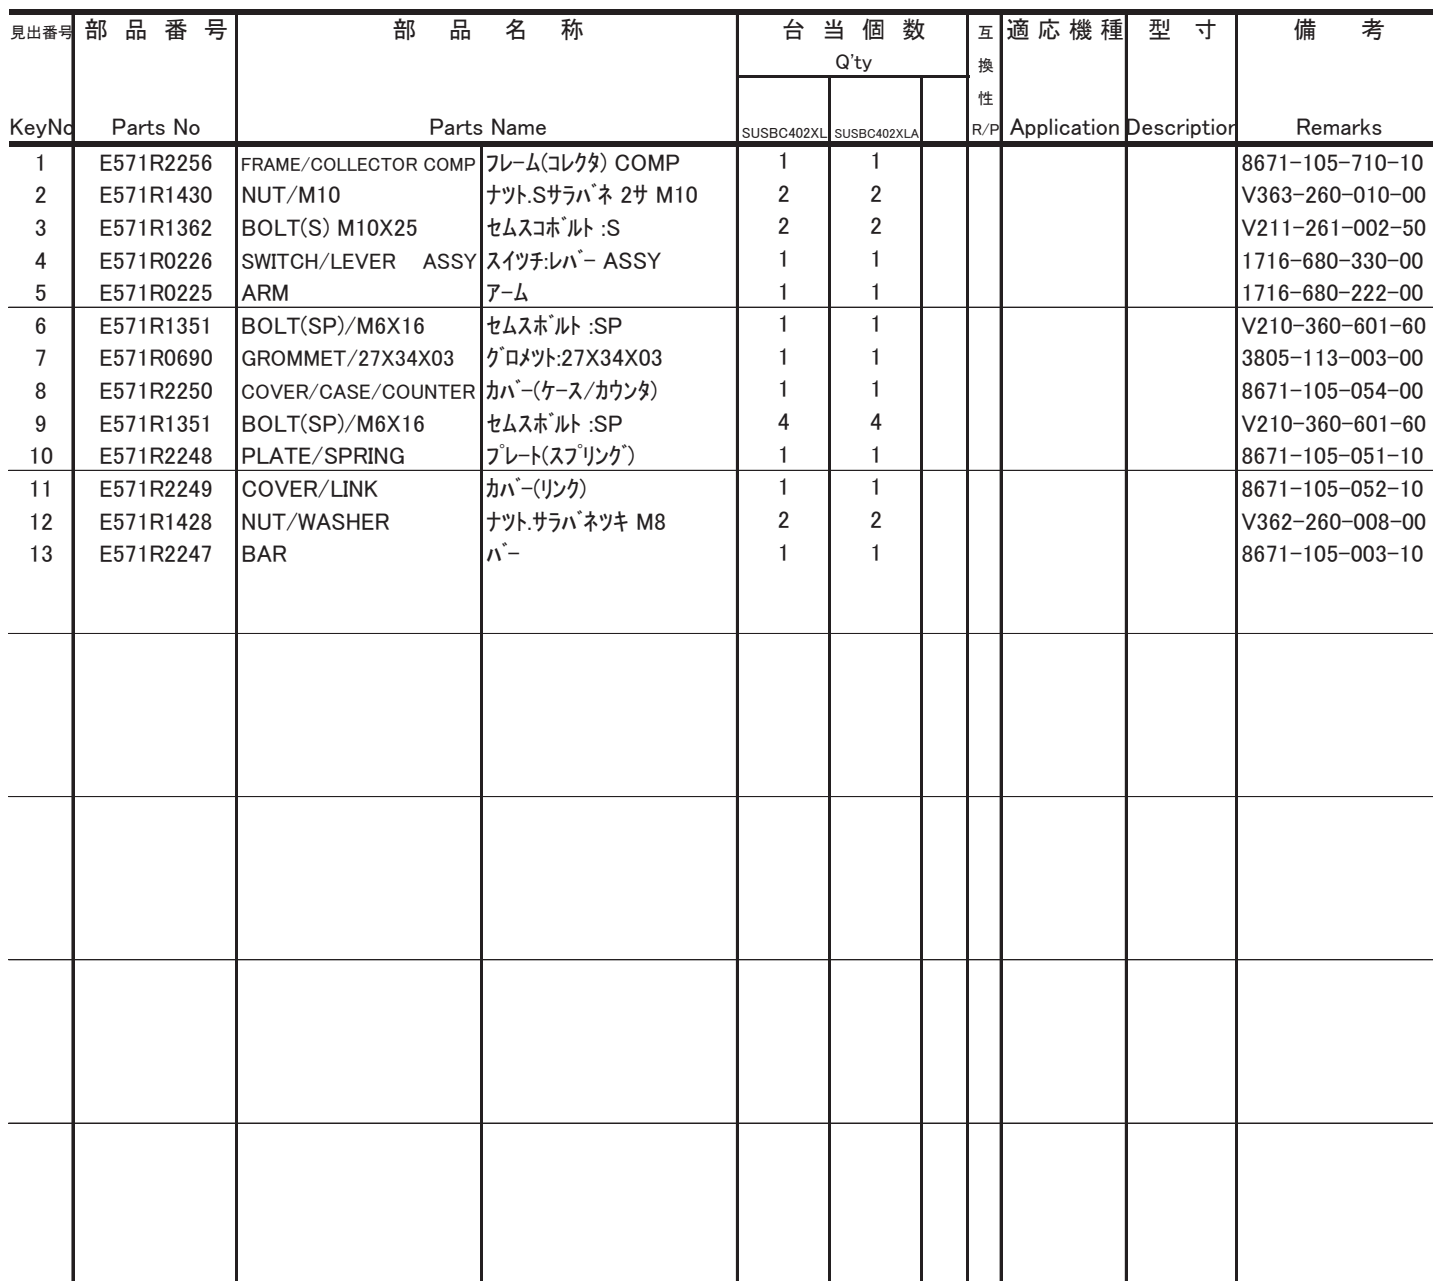 見出番号 部品番号 部品名称 台当個数 互 適応機種 型寸 備考
Q'ty 換
性
KeyNo Parts No Parts Name SUSBC402XL SUSBC402XLA R/P Application Description Remarks
1 E571R2256 FRAME/COLLECTOR COMP ﾌﾚｰﾑ(ｺﾚｸﾀ) COMP 1 1 8671-105-710-10
2 E571R1430 NUT/M10 ﾅﾂﾄ.Sｻﾗﾊﾞﾈ 2ｻ M10 2 2 V363-260-010-00
3 E571R1362 BOLT(S) M10X25 ｾﾑｽｺﾎﾞﾙﾄ :S 2 2 V211-261-002-50
4 E571R0226 SWITCH/LEVER ASSY ｽｲﾂﾁ:ﾚﾊﾞｰ ASSY 1 1 1716-680-330-00
5 E571R0225 ARM ｱｰﾑ 1 1 1716-680-222-00
6 E571R1351 BOLT(SP)/M6X16 ｾﾑｽﾎﾞﾙﾄ :SP 1 1 V210-360-601-60
7 E571R0690 GROMMET/27X34X03 ｸﾞﾛﾒﾂﾄ:27X34X03 1 1 3805-113-003-00
8 E571R2250 COVER/CASE/COUNTER ｶﾊﾞｰ(ｹｰｽ/ｶｳﾝﾀ) 1 1 8671-105-054-00
9 E571R1351 BOLT(SP)/M6X16 ｾﾑｽﾎﾞﾙﾄ :SP 4 4 V210-360-601-60
10 E571R2248 PLATE/SPRING ﾌﾟﾚｰﾄ(ｽﾌﾟﾘﾝｸﾞ) 1 1 8671-105-051-10
11 E571R2249 COVER/LINK ｶﾊﾞｰ(ﾘﾝｸ) 1 1 8671-105-052-10
12 E571R1428 NUT/WASHER ﾅﾂﾄ.ｻﾗﾊﾞﾈﾂｷ M8 2 2 V362-260-008-00
13 E571R2247 BAR ﾊﾞｰ 1 1 8671-105-003-10